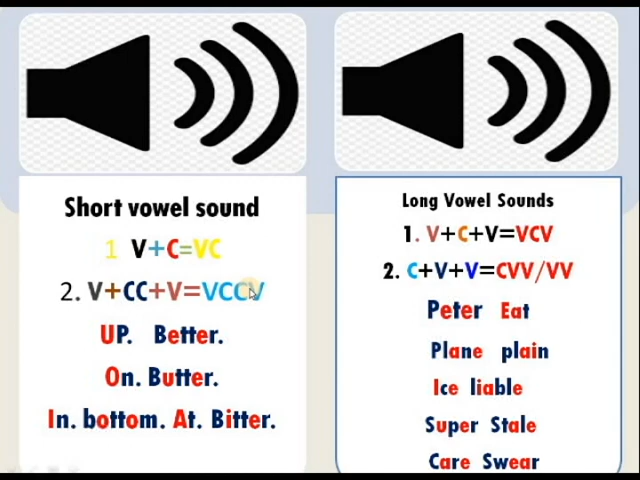 Short vowel sound
1 V+C=VC
2. V+CC+V=VCCV
UP. Better.
On. Butter.
In. bottom. At. Bitter.
Long Vowel Sounds
1. V+C+V=VCV
2. C+V+V=CVV/VV
Peter Eat
Plane plain
Ice liable
Super Stale
Care Swear